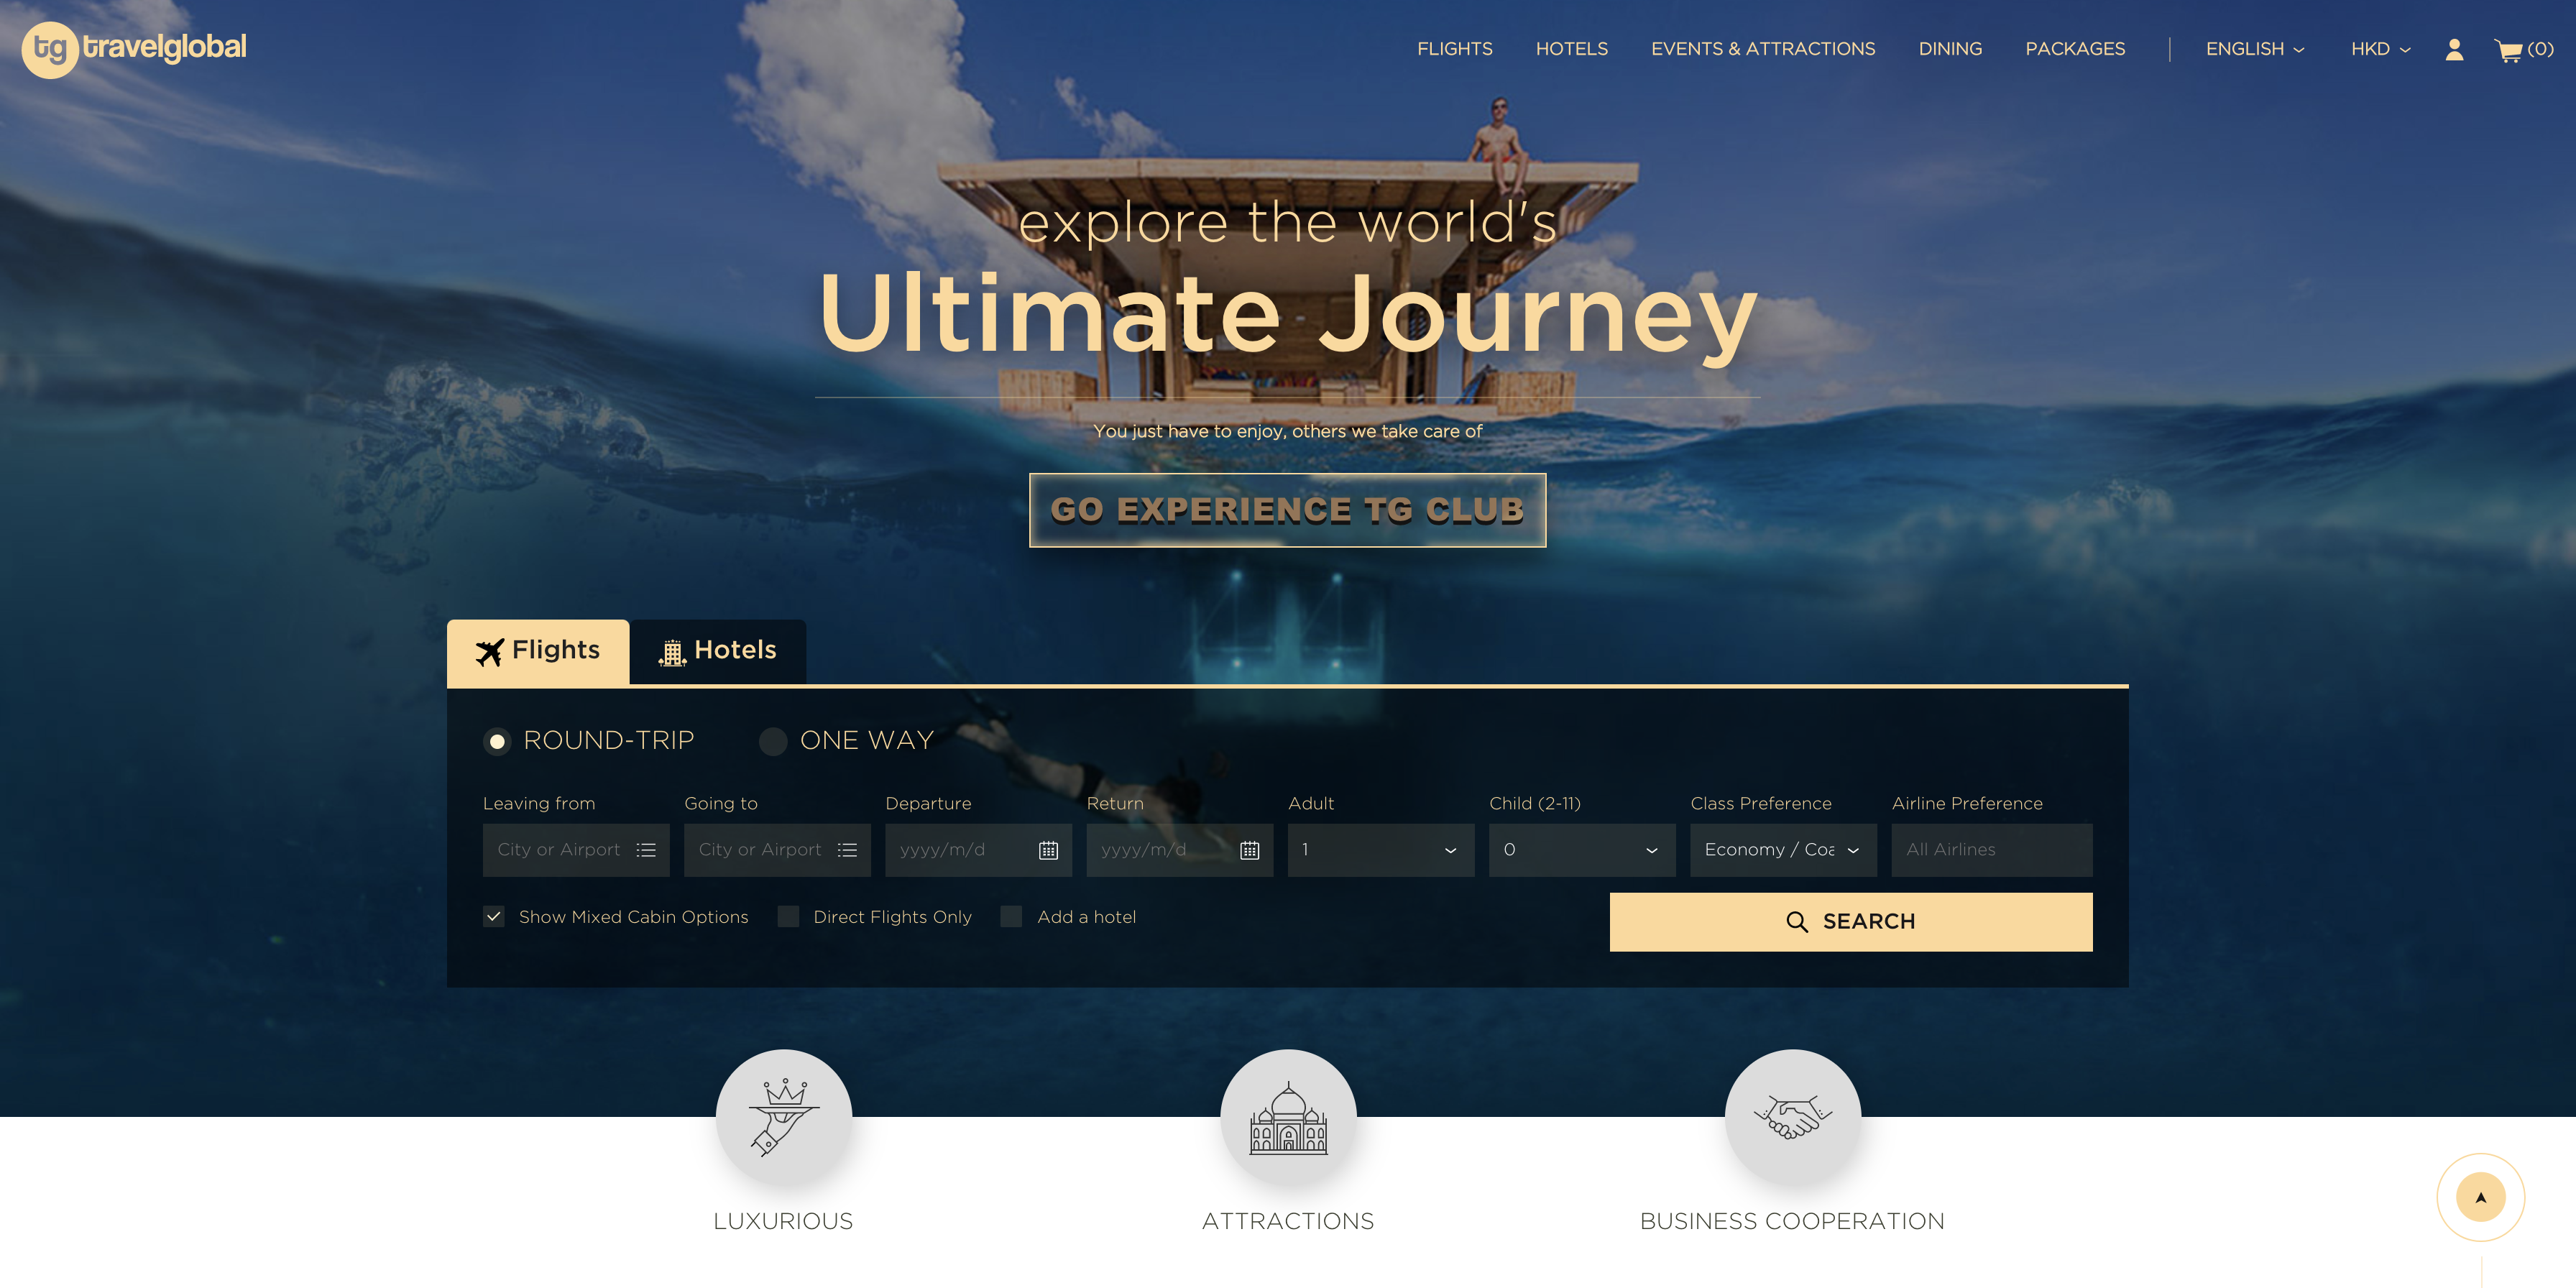 tg travelglobal
FLIGHTS HOTELS EVENTS & ATTRACTIONS DINING PACKAGES ENGLISH HKD (0)
explore the world's
Ultimate Journey
You just have to enjoy, others we take care of
GO EXPERIENCE TG CLUB
Flights Hotels
ROUND-TRIP ONE WAY
Leaving from Going to Departure Return Adult Child (2-11) Class Preference Airline Preference
City or Airport City or Airport yyyy/m/d yyyy/m/d 1 0 Economy / Coa All Airlines
Show Mixed Cabin Options Direct Flights Only Add a hotel
SEARCH
LUXURIOUS ATTRACTIONS BUSINESS COOPERATION